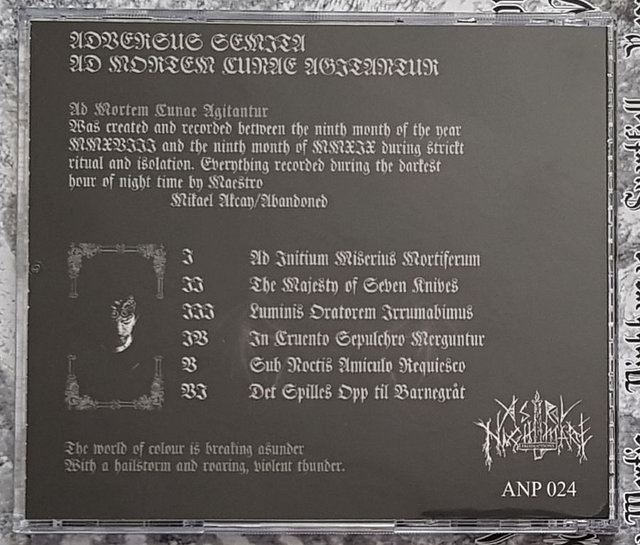 ADVERSUS SEMITA
AD MORTEM CUNAE AGITANTUR
Ad Mortem Cunae Agitantur
Was created and recorded between the ninth month of the year
MMXVIII and the ninth month of MMXIX during strickt
ritual and isolation. Everything recorded during the darkest
hour of night time by Maestro
Mikael Akcay/Abandoned
I Ad Initium Miserius Mortiferum
II The Majesty of Seven Knives
III Luminis Oratorem Irrumabimus
IV In Cruento Sepulchro Merguntur
V Sub Noctis Amiculo Requiesco
VI Det Spilles Opp til Barnegråt
The world of colour is breaking asunder
With a hailstorm and roaring, violent thunder.
ASTRAL
NIGHTMARE
PRODUCTIONS
ANP 024